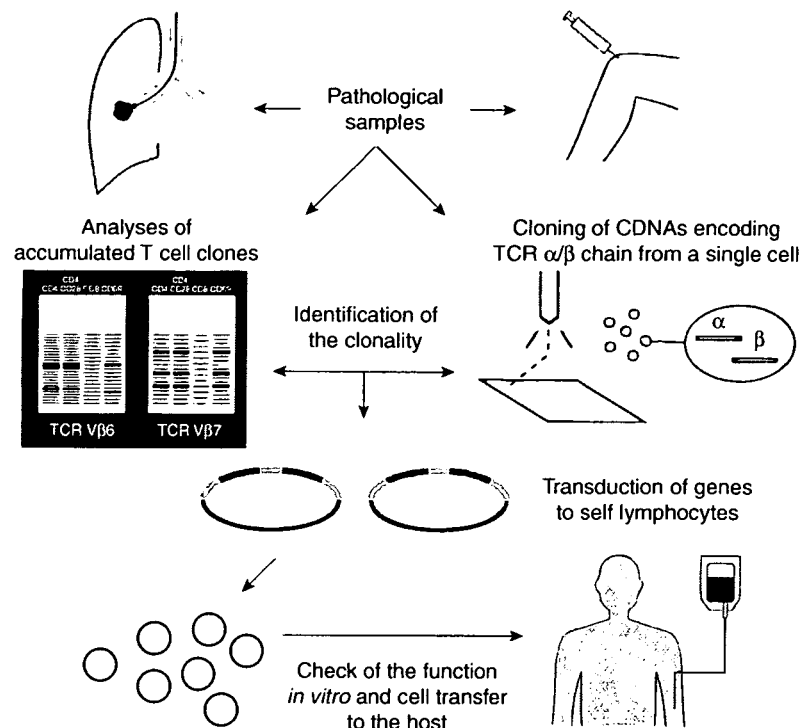 Pathological
samples
Analyses of
accumulated T cell clones
Cloning of CDNAs encoding
TCR α/β chain from a single cell
CD4
CD4
TCR Vβ6
TCR Vβ7
Identification of
the clonality
α
β
Transduction of genes
to self lymphocytes
Check of the function
in vitro and cell transfer
to the host